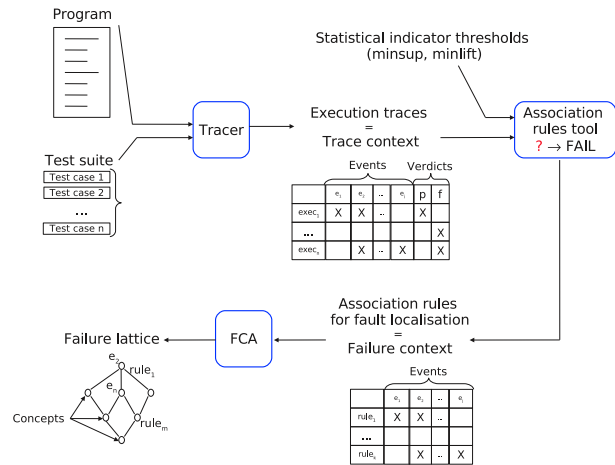 Program
Statistical indicator thresholds
(minsup, minlift)
Tracer
Execution traces
=
Trace context
Association
rules tool
? → FAIL
Test suite
Test case 1
Test case 2
...
Test case n
Events Verdicts
e₁ e₂ .. eᵢ p f
exec₁ X X .. X
... X
execₙ X .. X X X
Failure lattice
FCA
Association rules
for fault localisation
=
Failure context
e₂
rule₁
eₙ
Concepts
ruleₘ
Events
e₁ e₂ .. eᵢ
rule₁ X X ..
...
ruleₖ X .. X